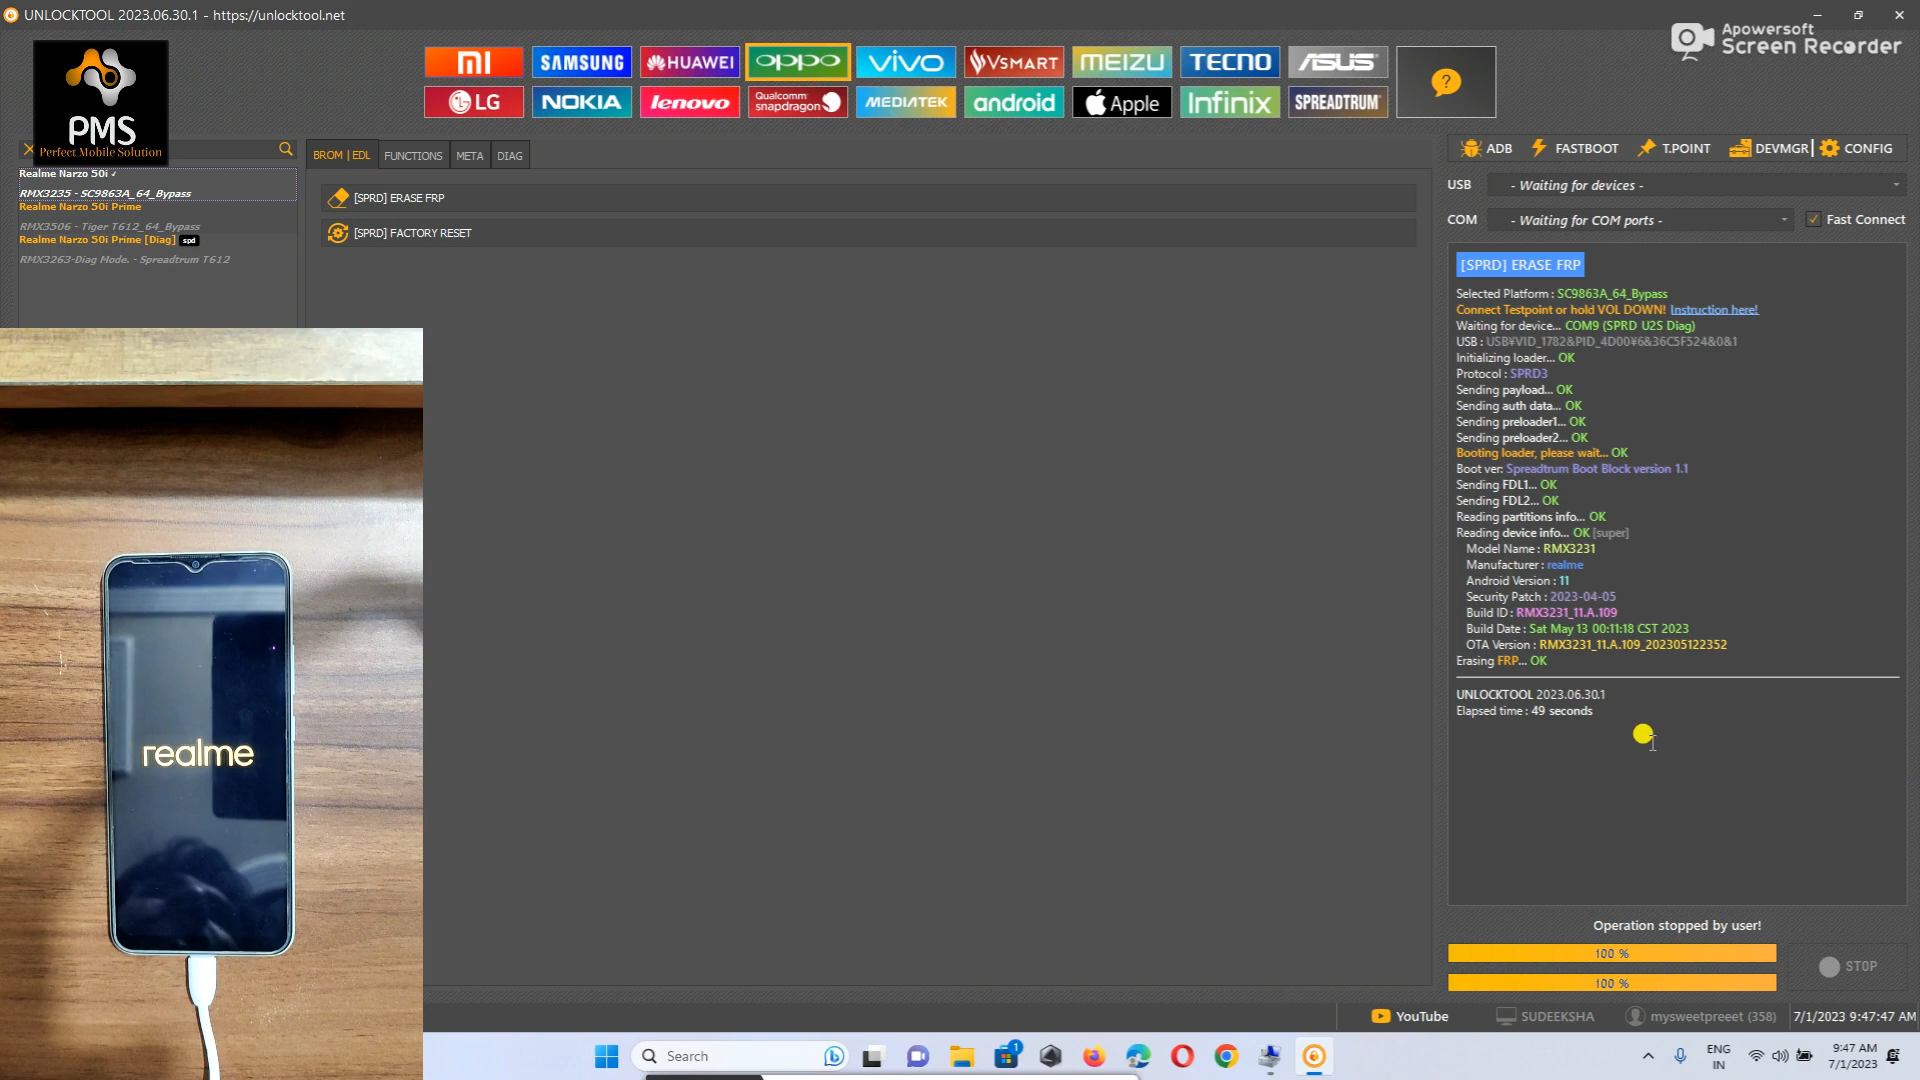 UNLOCKTOOL 2023.06.30.1 - https://unlocktool.net
Apowersoft
Screen Recorder
PMS
Perfect Mobile Solution
MI
SAMSUNG
HUAWEI
oppo
vivo
VSMART
MEIZU
TECNO
ASUS
?
LG
NOKIA
lenovo
Qualcomm
snapdragon
MEDIATEK
android
Apple
Infinix
SPREADTRUM
BROM | EDL
FUNCTIONS
META
DIAG
ADB
FASTBOOT
T.POINT
DEVMGR
CONFIG
Realme Narzo 50i
RMX3235 - SC9863A_64_Bypass
Realme Narzo 50i Prime
RMX3506 - Tiger T612_64_Bypass
Realme Narzo 50i Prime [Diag] spd
RMX3263-Diag Mode. - Spreadtrum T612
[SPRD] ERASE FRP
[SPRD] FACTORY RESET
USB - Waiting for devices -
COM - Waiting for COM ports - Fast Connect
[SPRD] ERASE FRP
Selected Platform : SC9863A_64_Bypass
Connect Testpoint or hold VOL DOWN! Instruction here!
Waiting for device... COM9 (SPRD U2S Diag)
USB : USB¥VID_1782&PID_4D00¥6&36C5F524&0&1
Initializing loader... OK
Protocol : SPRD3
Sending payload... OK
Sending auth data... OK
Sending preloader1... OK
Sending preloader2... OK
Booting loader, please wait... OK
Boot ver: Spreadtrum Boot Block version 1.1
Sending FDL1... OK
Sending FDL2... OK
Reading partitions info... OK
Reading device info... OK [super]
Model Name : RMX3231
Manufacturer : realme
Android Version : 11
Security Patch : 2023-04-05
Build ID : RMX3231_11.A.109
Build Date : Sat May 13 00:11:18 CST 2023
OTA Version : RMX3231_11.A.109_202305122352
Erasing FRP... OK
UNLOCKTOOL 2023.06.30.1
Elapsed time : 49 seconds
realme
Operation stopped by user!
100 %
100 %
STOP
YouTube
SUDEEKSHA
mysweetpreeet (358)
7/1/2023 9:47:47 AM
Search
1
ENG
IN
9:47 AM
7/1/2023